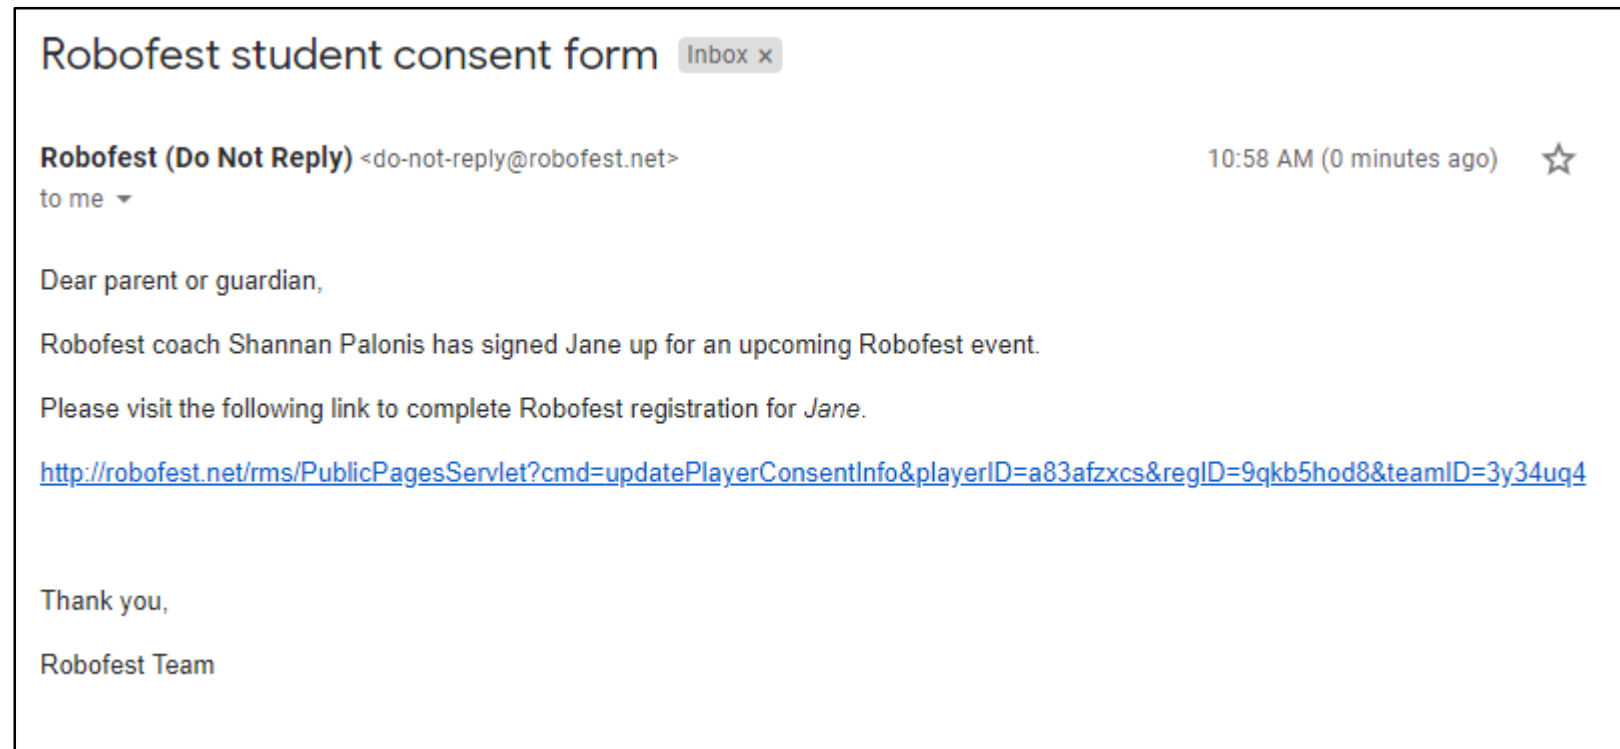 Robofest student consent form Inbox x
Robofest (Do Not Reply) <do-not-reply@robofest.net> 10:58 AM (0 minutes ago)
to me
Dear parent or guardian,
Robofest coach Shannan Palonis has signed Jane up for an upcoming Robofest event.
Please visit the following link to complete Robofest registration for Jane.
http://robofest.net/rms/PublicPagesServlet?cmd=updatePlayerConsentInfo&playerID=a83afzxcs&regID=9qkb5hod8&teamID=3y34uq4
Thank you,
Robofest Team